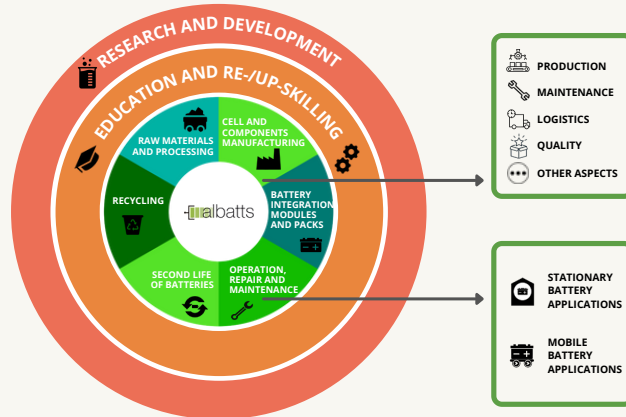 RESEARCH AND DEVELOPMENT
EDUCATION AND RE-/UP-SKILLING
RAW MATERIALS
AND PROCESSING
CELL AND
COMPONENTS
MANUFACTURING
RECYCLING
albatts
BATTERY
INTEGRATION
MODULES
AND PACKS
SECOND LIFE
OF BATTERIES
OPERATION,
REPAIR AND
MAINTENANCE
PRODUCTION
MAINTENANCE
LOGISTICS
QUALITY
OTHER ASPECTS
STATIONARY
BATTERY
APPLICATIONS
MOBILE
BATTERY
APPLICATIONS